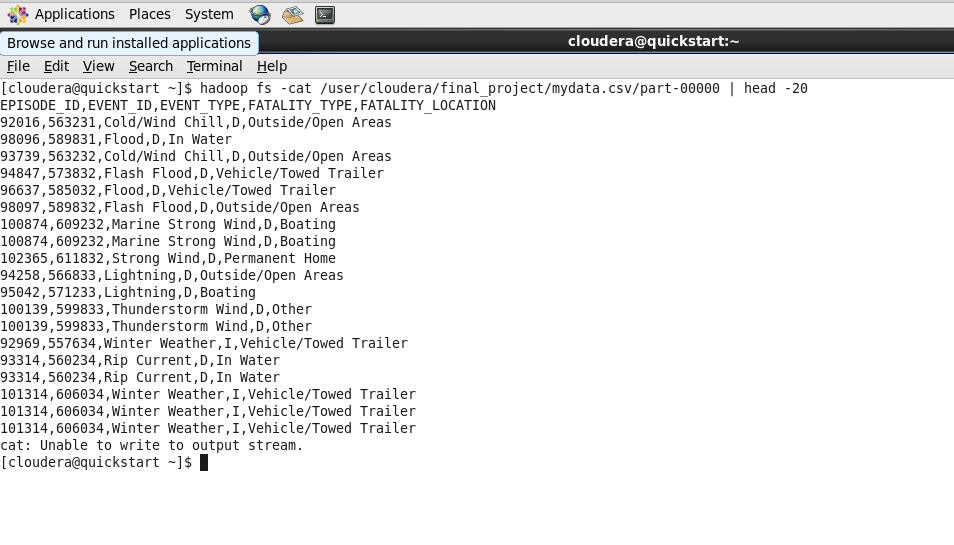 Applications Places System
Browse and run installed applications
cloudera@quickstart:~
File Edit View Search Terminal Help
[cloudera@quickstart ~]$ hadoop fs -cat /user/cloudera/final_project/mydata.csv/part-00000 | head -20
EPISODE_ID,EVENT_ID,EVENT_TYPE,FATALITY_TYPE,FATALITY_LOCATION
92016,563231,Cold/Wind Chill,D,Outside/Open Areas
98096,589831,Flood,D,In Water
93739,563232,Cold/Wind Chill,D,Outside/Open Areas
94847,573832,Flash Flood,D,Vehicle/Towed Trailer
96637,585032,Flood,D,Vehicle/Towed Trailer
98097,589832,Flash Flood,D,Outside/Open Areas
100874,609232,Marine Strong Wind,D,Boating
100874,609232,Marine Strong Wind,D,Boating
102365,611832,Strong Wind,D,Permanent Home
94258,566833,Lightning,D,Outside/Open Areas
95042,571233,Lightning,D,Boating
100139,599833,Thunderstorm Wind,D,Other
100139,599833,Thunderstorm Wind,D,Other
92969,557634,Winter Weather,I,Vehicle/Towed Trailer
93314,560234,Rip Current,D,In Water
93314,560234,Rip Current,D,In Water
101314,606034,Winter Weather,I,Vehicle/Towed Trailer
101314,606034,Winter Weather,I,Vehicle/Towed Trailer
101314,606034,Winter Weather,I,Vehicle/Towed Trailer
cat: Unable to write to output stream.
[cloudera@quickstart ~]$